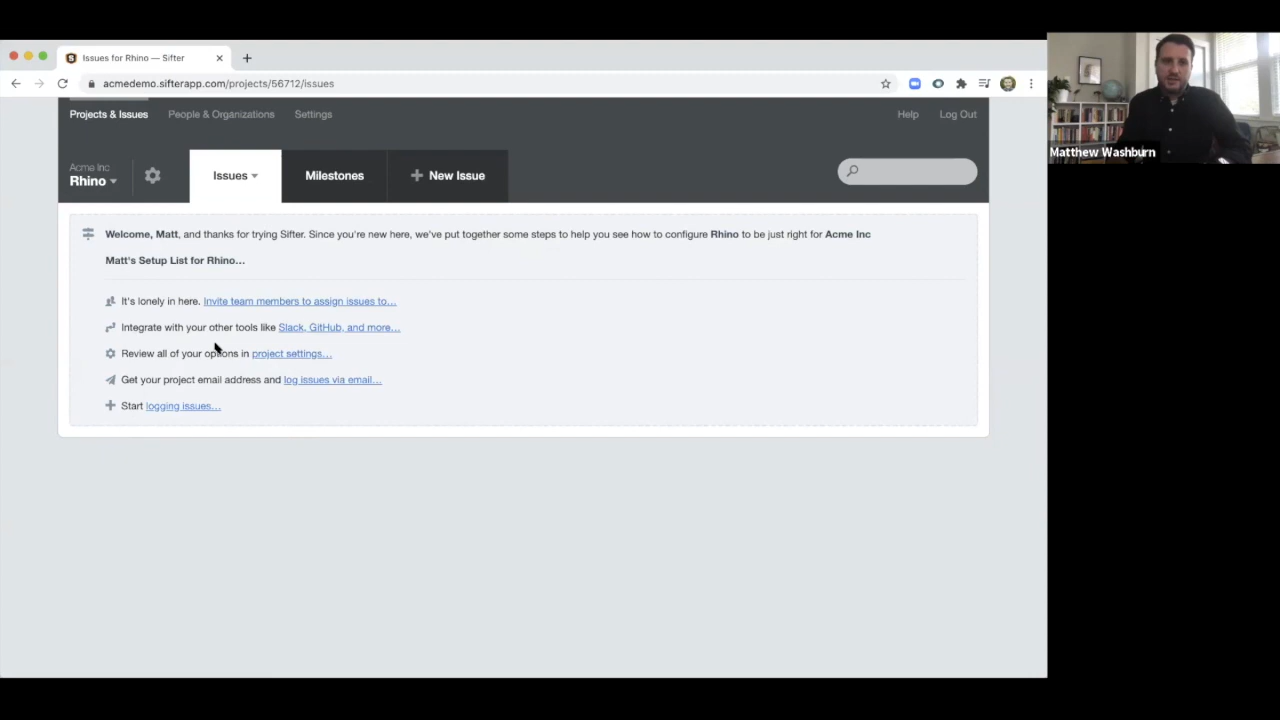 Issues for Rhino — Sifter
acmedemo.sifterapp.com/projects/56712/issues
Projects & Issues People & Organizations Settings Help Log Out
Acme Inc
Rhino Issues Milestones New Issue
Welcome, Matt, and thanks for trying Sifter. Since you're new here, we've put together some steps to help you see how to configure Rhino to be just right for Acme Inc
Matt's Setup List for Rhino…
It's lonely in here. Invite team members to assign issues to…
Integrate with your other tools like Slack, GitHub, and more…
Review all of your options in project settings…
Get your project email address and log issues via email…
Start logging issues…
Matthew Washburn